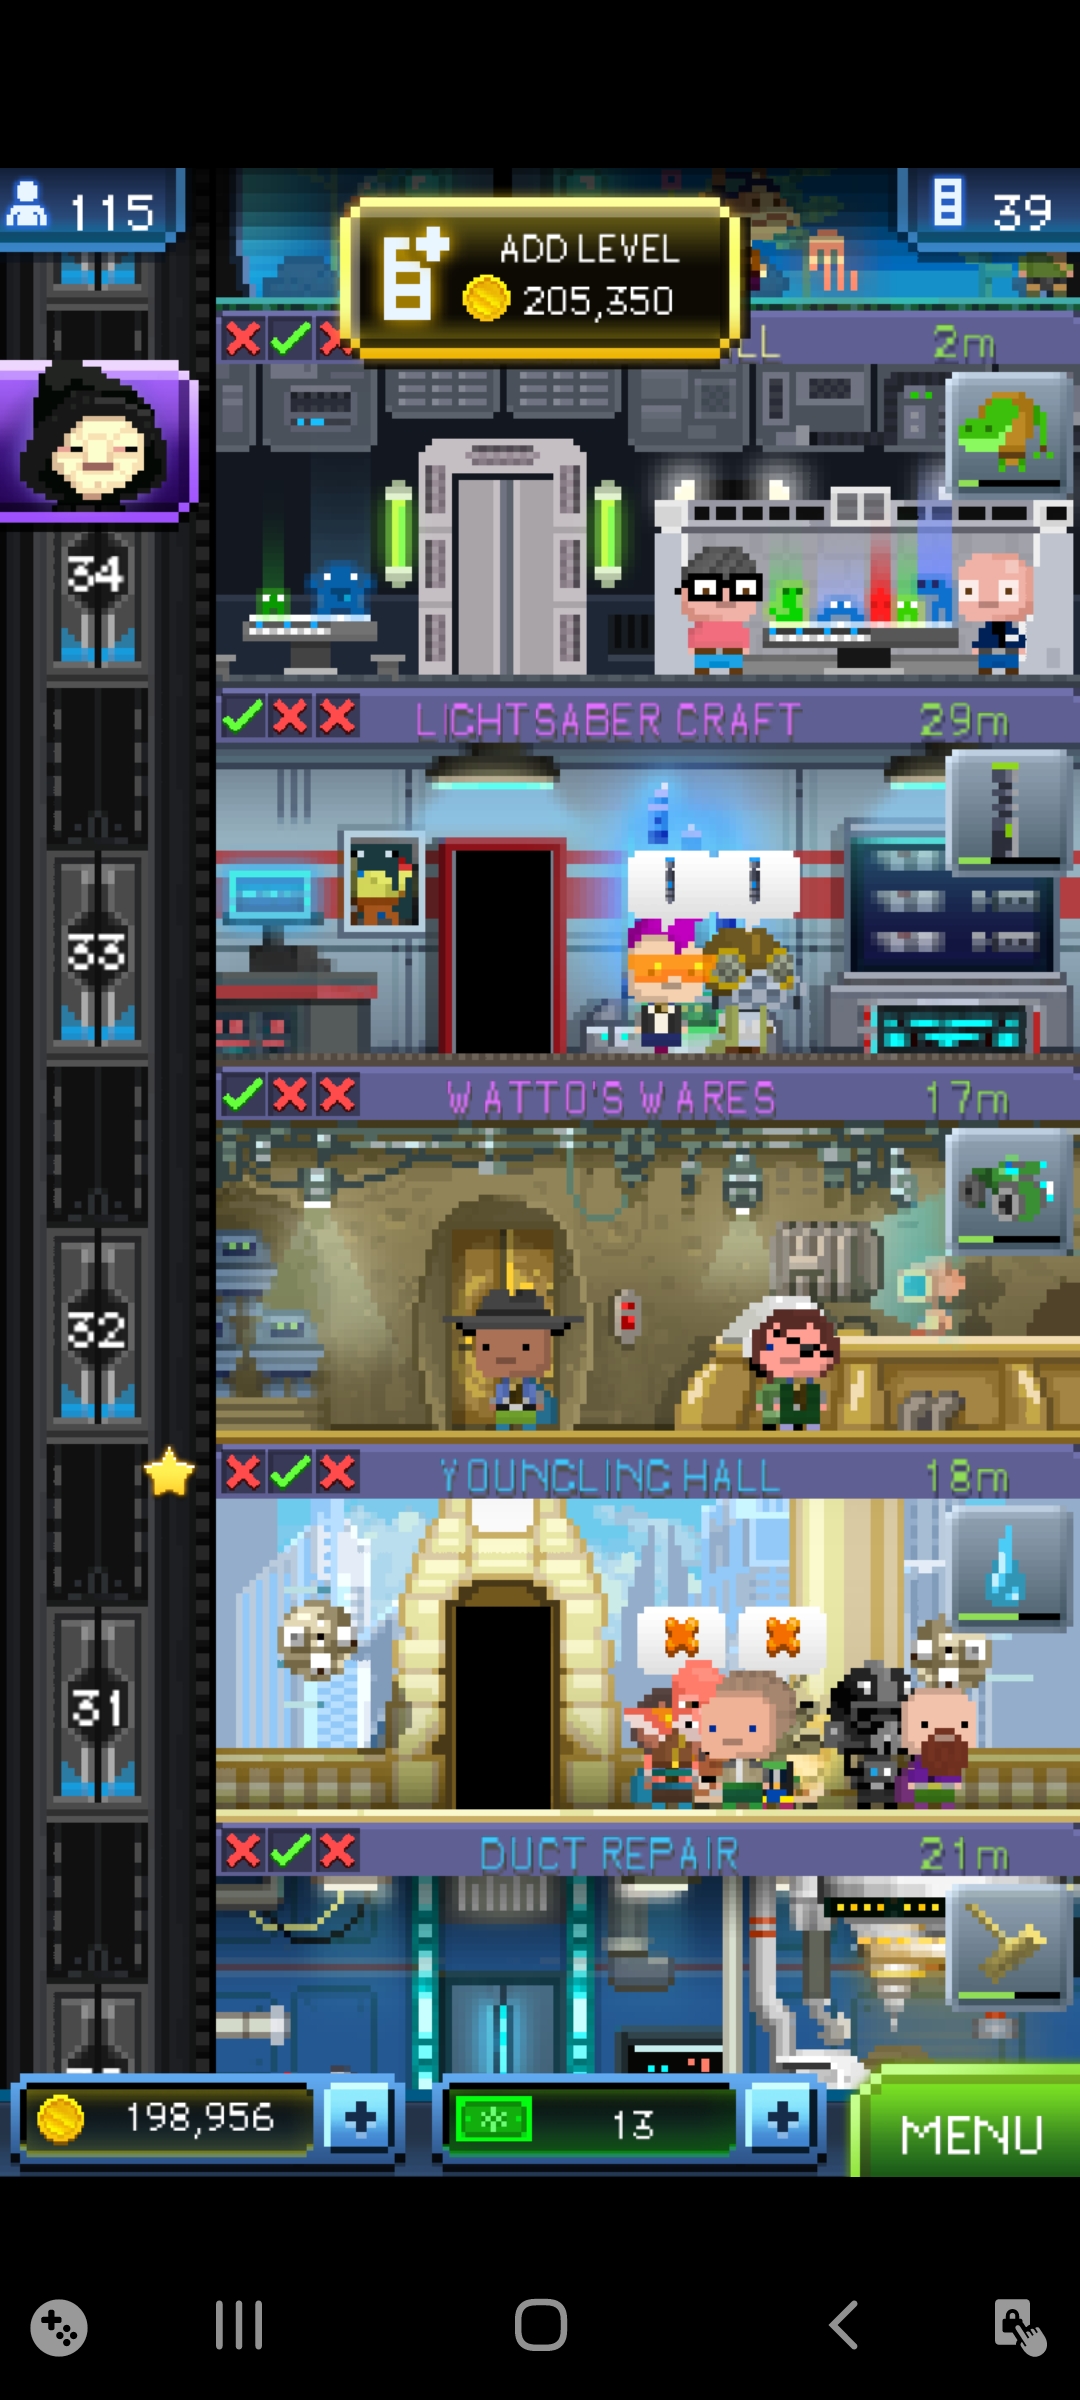 115
ADD LEVEL
205,350
39
LL 2m
34
LIGHTSABER CRAFT 29m
33
WATTO'S WARES 17m
32
YOUNGLING HALL 18m
31
DUCT REPAIR 21m
198,956
13
MENU